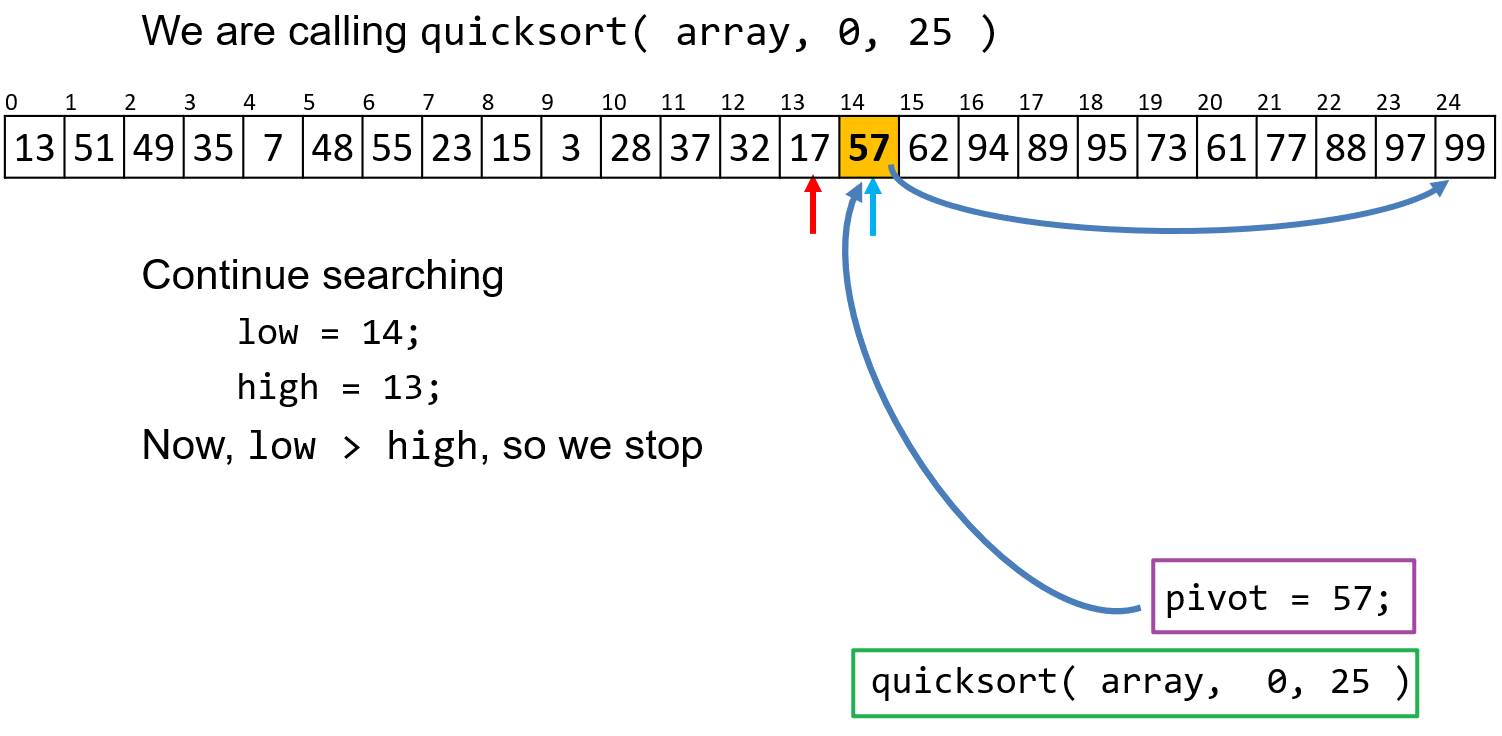 We are calling quicksort( array, 0, 25 )
0 1 2 3 4 5 6 7 8 9 10 11 12 13 14 15 16 17 18 19 20 21 22 23 24
13 51 49 35 7 48 55 23 15 3 28 37 32 17 57 62 94 89 95 73 61 77 88 97 99
Continue searching
low = 14;
high = 13;
Now, low > high, so we stop
pivot = 57;
quicksort( array, 0, 25 )